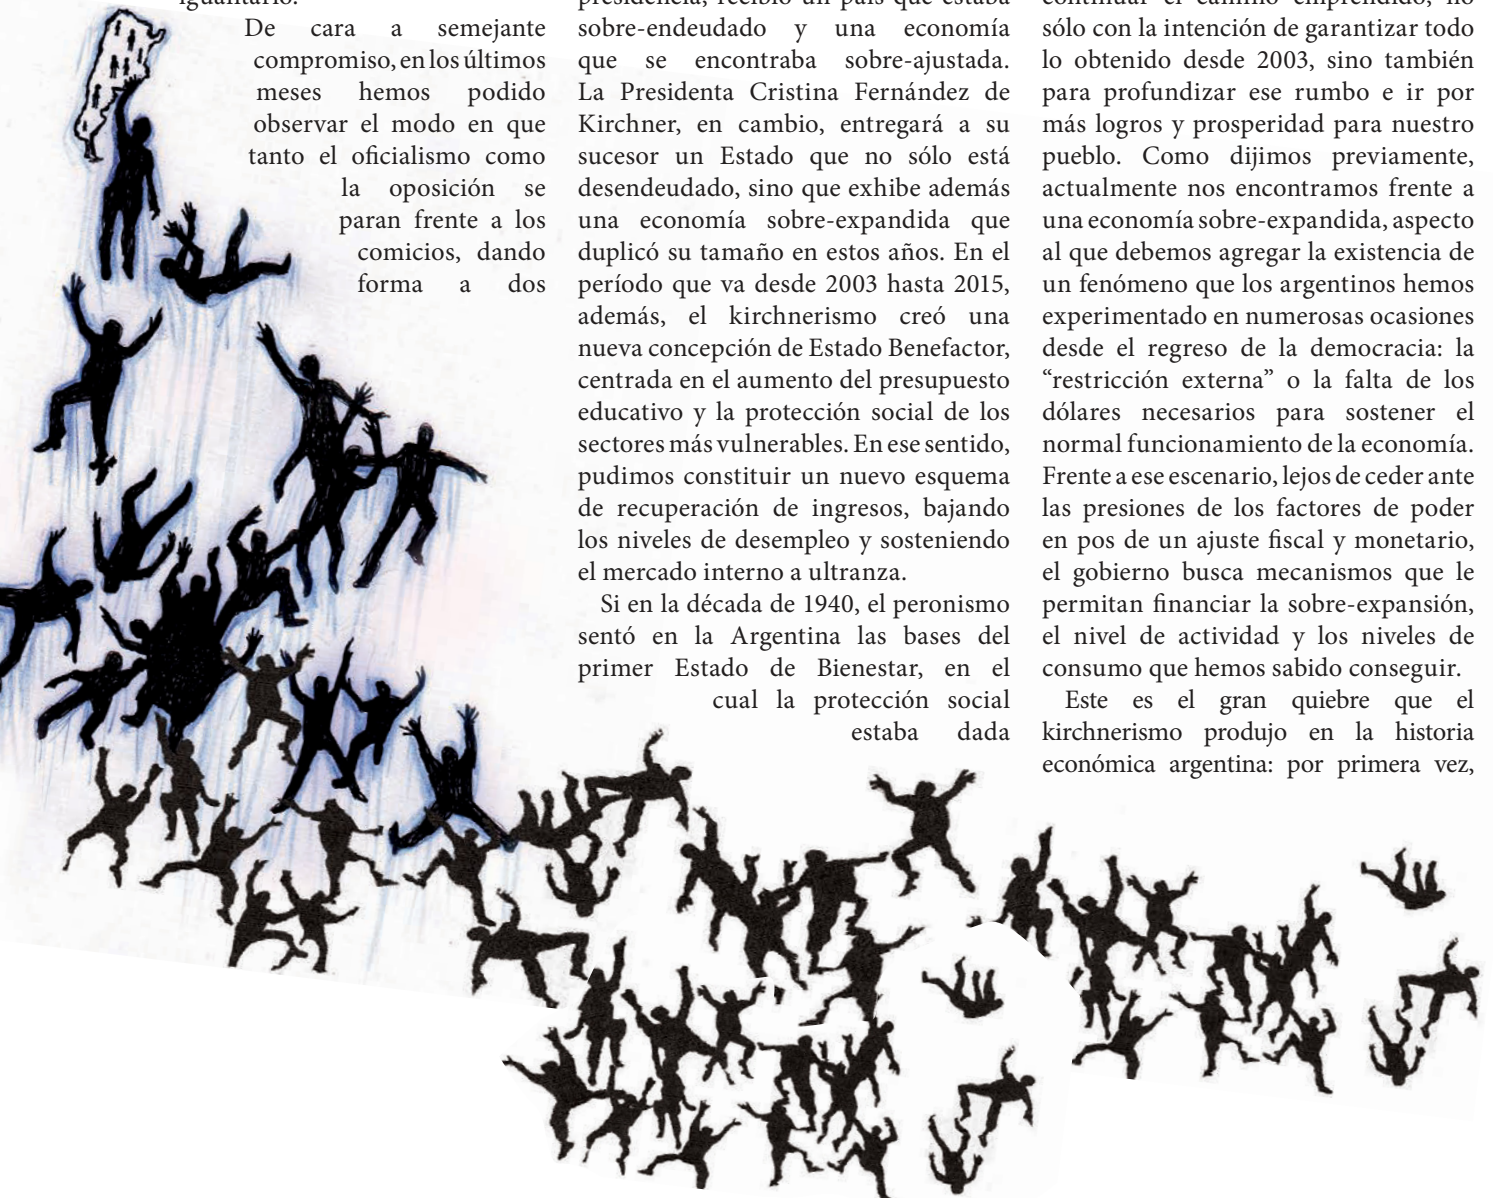 igualitario.
De cara a semejante
compromiso, en los últimos
meses hemos podido
observar el modo en que
tanto el oficialismo como
la oposición se
paran frente a los
comicios, dando
forma a dos
presidencia, recibió un país que estaba
sobre-endeudado y una economía
que se encontraba sobre-ajustada.
La Presidenta Cristina Fernández de
Kirchner, en cambio, entregará a su
sucesor un Estado que no sólo está
desendeudado, sino que exhibe además
una economía sobre-expandida que
duplicó su tamaño en estos años. En el
período que va desde 2003 hasta 2015,
además, el kirchnerismo creó una
nueva concepción de Estado Benefactor,
centrada en el aumento del presupuesto
educativo y la protección social de los
sectores más vulnerables. En ese sentido,
pudimos constituir un nuevo esquema
de recuperación de ingresos, bajando
los niveles de desempleo y sosteniendo
el mercado interno a ultranza.
Si en la década de 1940, el peronismo
sentó en la Argentina las bases del
primer Estado de Bienestar, en el
cual la protección social
estaba dada
continuar el camino emprendido, no
sólo con la intención de garantizar todo
lo obtenido desde 2003, sino también
para profundizar ese rumbo e ir por
más logros y prosperidad para nuestro
pueblo. Como dijimos previamente,
actualmente nos encontramos frente a
una economía sobre-expandida, aspecto
al que debemos agregar la existencia de
un fenómeno que los argentinos hemos
experimentado en numerosas ocasiones
desde el regreso de la democracia: la
“restricción externa” o la falta de los
dólares necesarios para sostener el
normal funcionamiento de la economía.
Frente a ese escenario, lejos de ceder ante
las presiones de los factores de poder
en pos de un ajuste fiscal y monetario,
el gobierno busca mecanismos que le
permitan financiar la sobre-expansión,
el nivel de actividad y los niveles de
consumo que hemos sabido conseguir.
Este es el gran quiebre que el
kirchnerismo produjo en la historia
económica argentina: por primera vez,